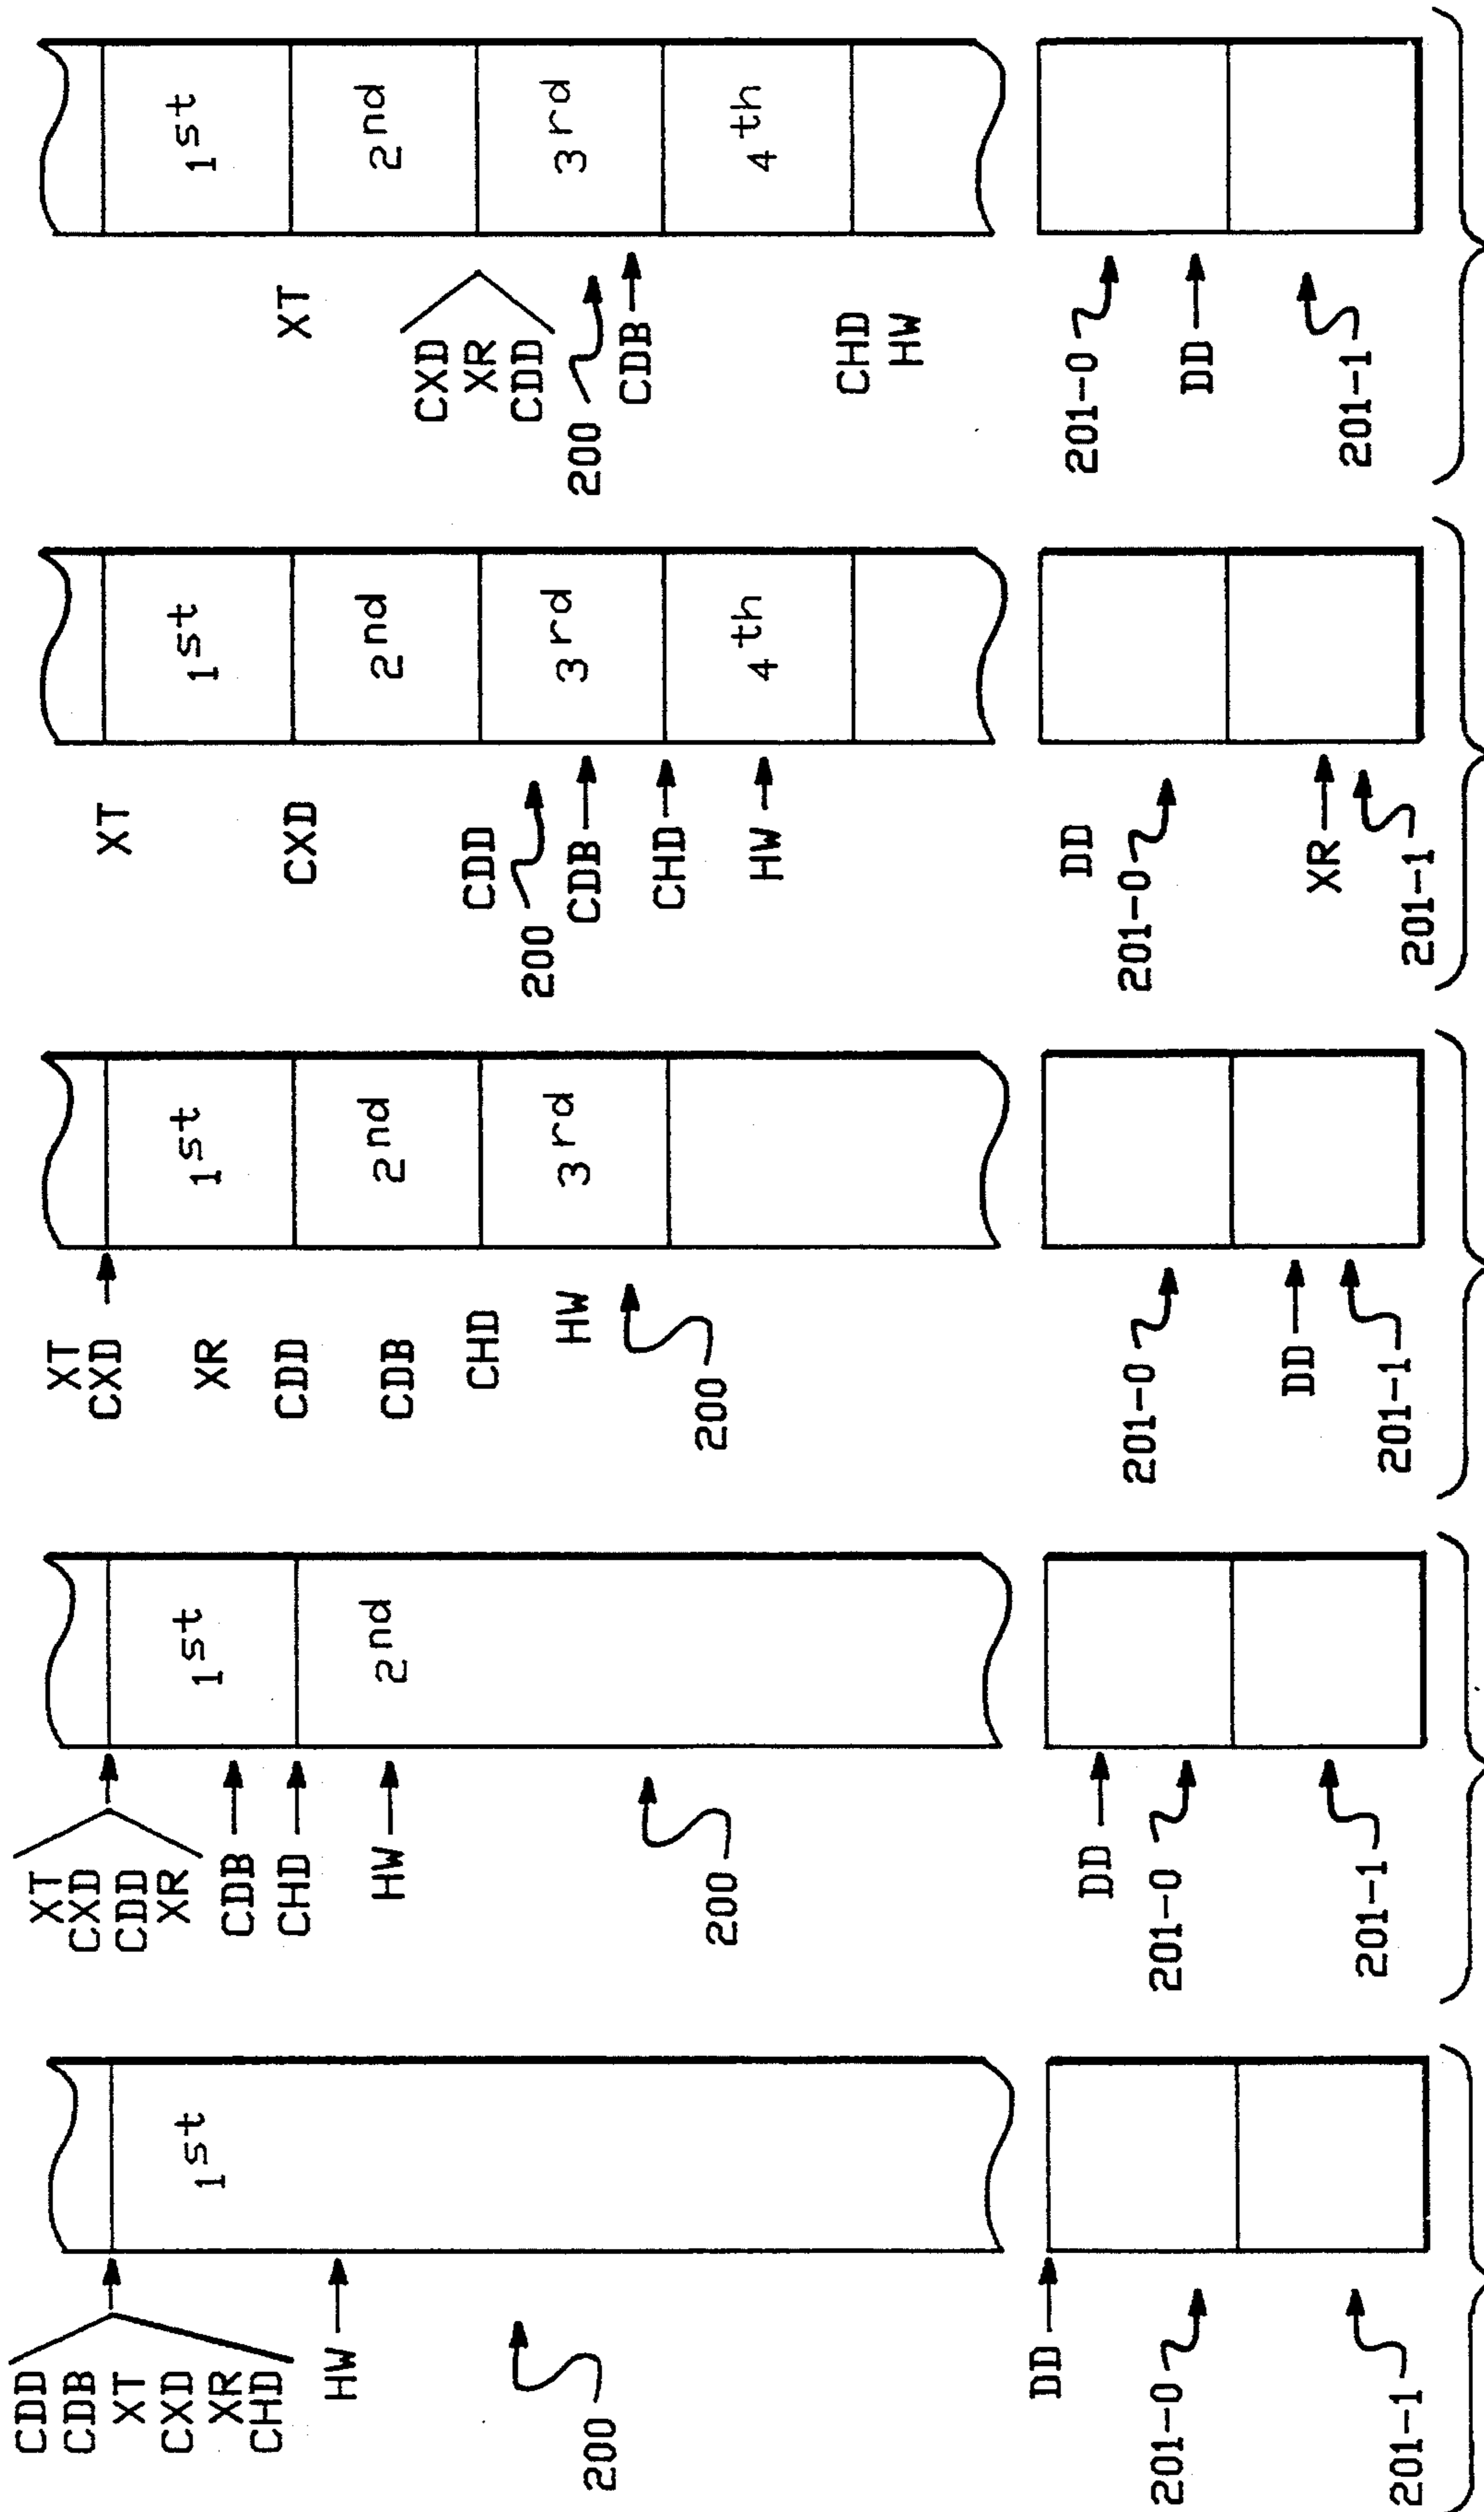 CDD
CDB
XT
CXD
XR
1st
CHD
HW
200
DD
201-0
201-1
XT
CXD
CDD
XR
1st
CDB
CHD
HW
2nd
200
DD
201-0
201-1
XT
CXD
XR
1st
CDD
CDB
2nd
CHD
HW
3rd
200
201-0
DD
201-1
XT
1st
CXD
2nd
CDD
200
CDB
3rd
CHD
HW
4th
DD
201-0
XR
201-1
1st
XT
2nd
CXD
XR
CDD
3rd
200
CDB
4th
CHD
HW
201-0
DD
201-1